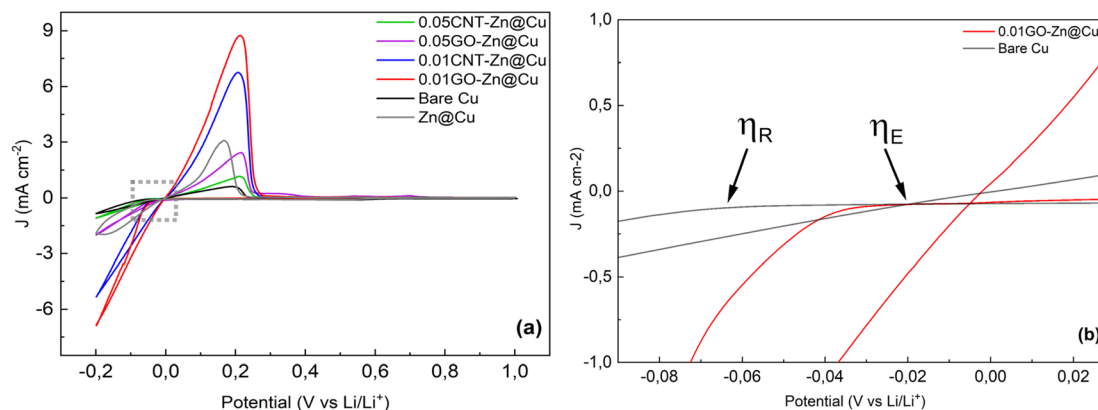 9
6
3
0
-3
-6
J (mA cm⁻²)
0.05CNT-Zn@Cu
0.05GO-Zn@Cu
0.01CNT-Zn@Cu
0.01GO-Zn@Cu
Bare Cu
Zn@Cu
(a)
-0,2 0,0 0,2 0,4 0,6 0,8 1,0
Potential (V vs Li/Li⁺)
1,0
0,5
0,0
-0,5
-1,0
J (mA cm-2)
0.01GO-Zn@Cu
Bare Cu
ηR ηE
(b)
-0,08 -0,06 -0,04 -0,02 0,00 0,02
Potential (V vs Li/Li⁺)